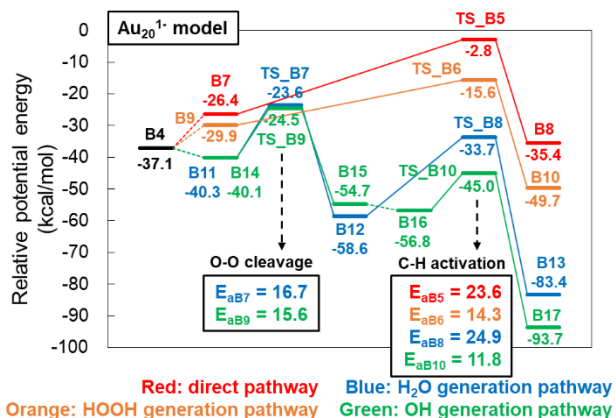 Au₂₀¹⁻ model
Relative potential energy
(kcal/mol)
0
-10
-20
-30
-40
-50
-60
-70
-80
-90
-100
B4
-37.1
B7
-26.4
B9
-29.9
B11
-40.3
B14
-40.1
TS_B7
-23.6
-24.5
TS_B9
B15
-54.7
B12
-58.6
B16
-56.8
TS_B5
-2.8
TS_B6
-15.6
TS_B8
-33.7
TS_B10
-45.0
B8
-35.4
B10
-49.7
B13
-83.4
B17
-93.7
O-O cleavage
EaB7 = 16.7
EaB9 = 15.6
C-H activation
EaB5 = 23.6
EaB6 = 14.3
EaB8 = 24.9
EaB10 = 11.8
Red: direct pathway Blue: H₂O generation pathway
Orange: HOOH generation pathway Green: OH generation pathway